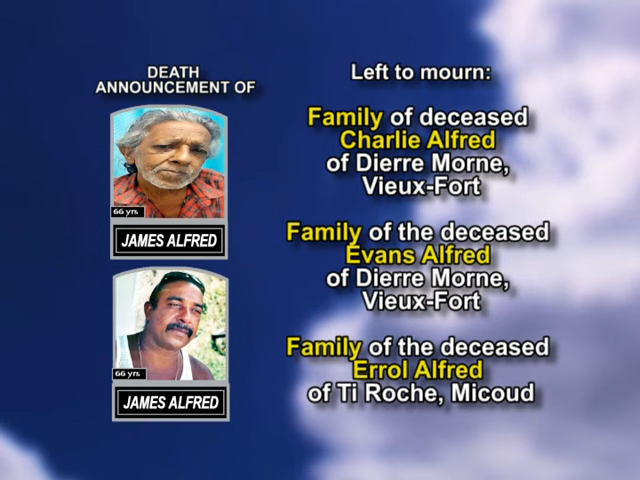 DEATH
ANNOUNCEMENT OF
66 yrs
JAMES ALFRED
66 yrs
JAMES ALFRED
Left to mourn:
Family of deceased
Charlie Alfred
of Dierre Morne,
Vieux-Fort
Family of the deceased
Evans Alfred
of Dierre Morne,
Vieux-Fort
Family of the deceased
Errol Alfred
of Ti Roche, Micoud